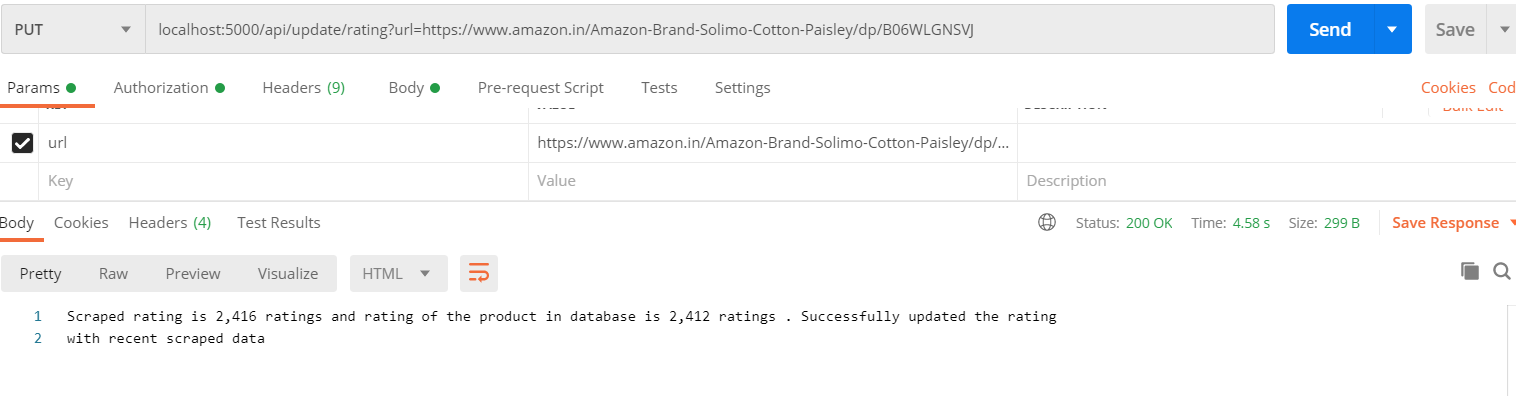 PUT localhost:5000/api/update/rating?url=https://www.amazon.in/Amazon-Brand-Solimo-Cotton-Paisley/dp/B06WLGNSVJ Send Save
Params Authorization Headers (9) Body Pre-request Script Tests Settings Cookies Cod
Bulk Edit
url https://www.amazon.in/Amazon-Brand-Solimo-Cotton-Paisley/dp/...
Key Value Description
Body Cookies Headers (4) Test Results Status: 200 OK Time: 4.58 s Size: 299 B Save Response
Pretty Raw Preview Visualize HTML
1 Scraped rating is 2,416 ratings and rating of the product in database is 2,412 ratings . Successfully updated the rating
2 with recent scraped data